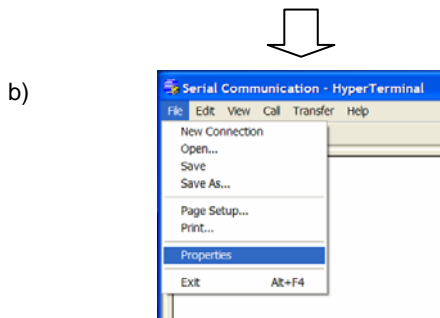 b)
Serial Communication - HyperTerminal
File Edit View Call Transfer Help
New Connection
Open...
Save
Save As...
Page Setup...
Print...
Properties
Exit Alt+F4